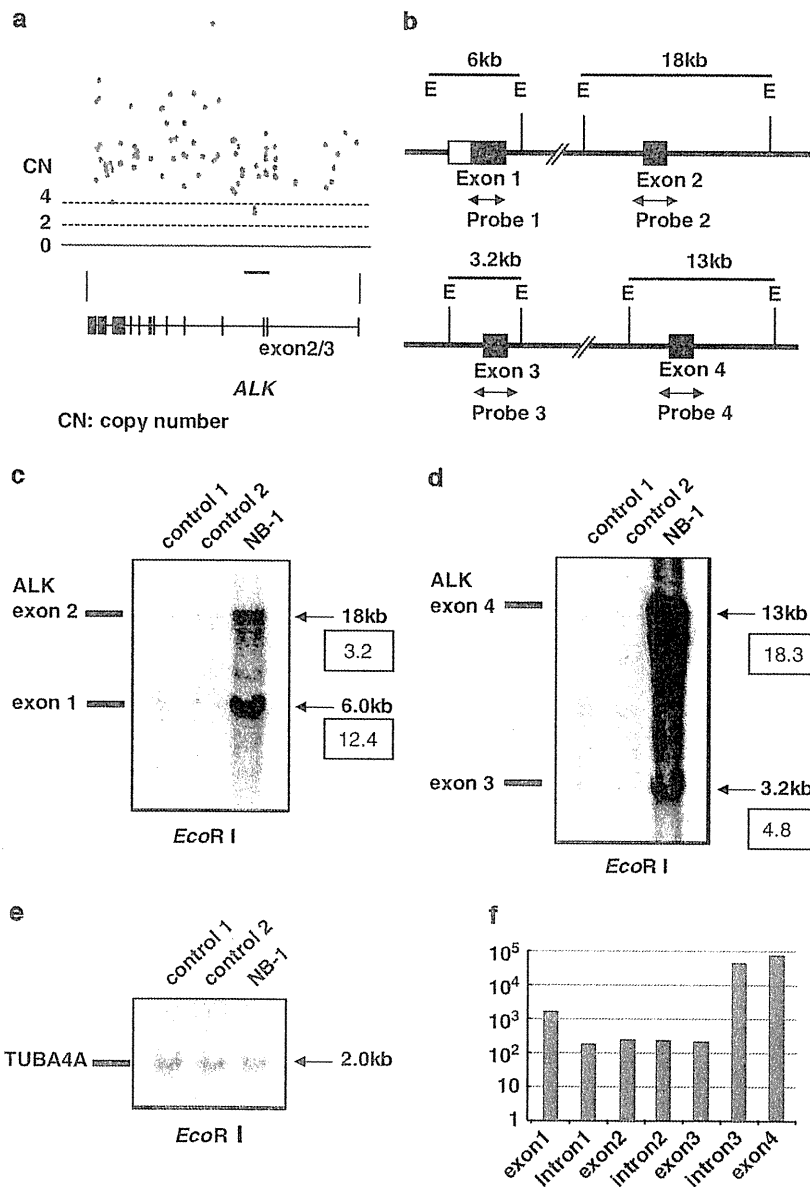 a
CN
4
2
0
exon2/3
ALK
CN: copy number
b
6kb 18kb
E E E E
Exon 1 Exon 2
Probe 1 Probe 2
3.2kb 13kb
E E E E
Exon 3 Exon 4
Probe 3 Probe 4
c
control 1
control 2
NB-1
ALK
exon 2
18kb
3.2
exon 1
6.0kb
12.4
EcoR I
d
control 1
control 2
NB-1
ALK
exon 4
13kb
18.3
exon 3
3.2kb
4.8
EcoR I
e
control 1
control 2
NB-1
TUBA4A
2.0kb
EcoR I
f
10⁵
10⁴
10³
10²
10
1
exon1
Intron1
exon2
intron2
exon3
intron3
exon4